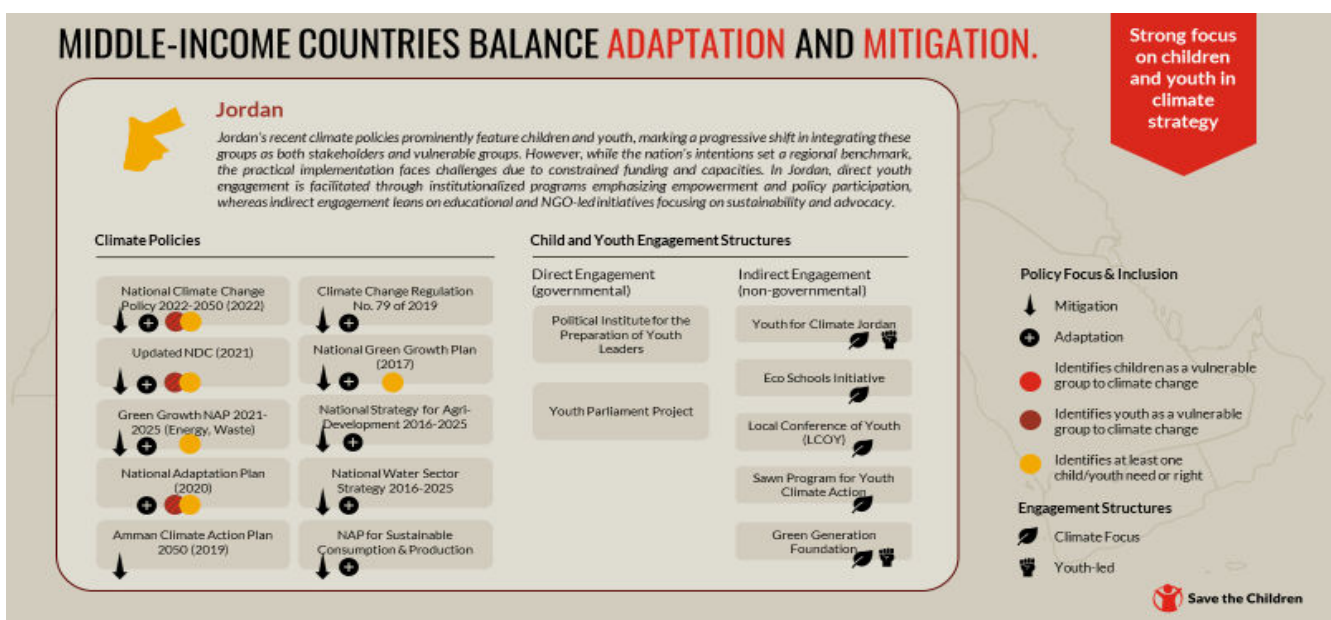 MIDDLE-INCOME COUNTRIES BALANCE ADAPTATION AND MITIGATION.
Strong focus
on children
and youth in
climate
strategy
Jordan
Jordan's recent climate policies prominently feature children and youth, marking a progressive shift in integrating these
groups as both stakeholders and vulnerable groups. However, while the nation's intentions set a regional benchmark,
the practical implementation faces challenges due to constrained funding and capacities. In Jordan, direct youth
engagement is facilitated through institutionalized programs emphasizing empowerment and policy participation,
whereas indirect engagement leans on educational and NGO-led initiatives focusing on sustainability and advocacy.
Climate Policies
National Climate Change
Policy 2022-2050 (2022)
Updated NDC (2021)
Green Growth NAP 2021-
2025 (Energy, Waste)
National Adaptation Plan
(2020)
Amman Climate Action Plan
2050 (2019)
Climate Change Regulation
No. 79 of 2019
National Green Growth Plan
(2017)
National Strategy for Agri-
Development 2016-2025
National Water Sector
Strategy 2016-2025
NAP for Sustainable
Consumption & Production
Child and Youth Engagement Structures
Direct Engagement
(governmental)
Political Institute for the
Preparation of Youth
Leaders
Youth Parliament Project
Indirect Engagement
(non-governmental)
Youth for Climate Jordan
Eco Schools Initiative
Local Conference of Youth
(LCOY)
Sawn Program for Youth
Climate Action
Green Generation
Foundation
Policy Focus & Inclusion
Mitigation
Adaptation
Identifies children as a vulnerable
group to climate change
Identifies youth as a vulnerable
group to climate change
Identifies at least one
child/youth need or right
Engagement Structures
Climate Focus
Youth-led
Save the Children